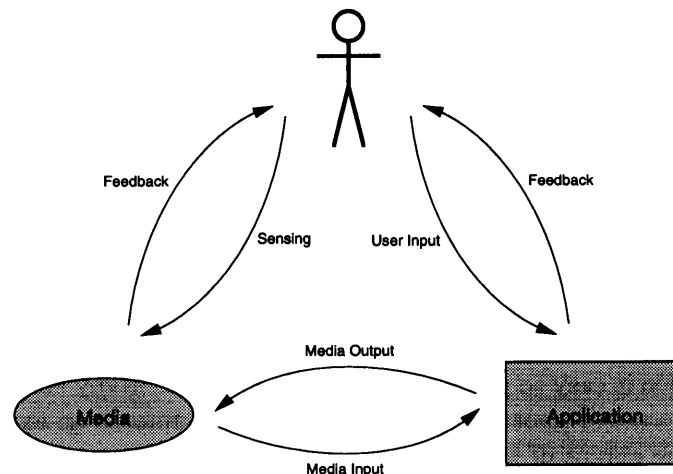 Feedback
Feedback
Sensing
User Input
Media Output
Media
Application
Media Input